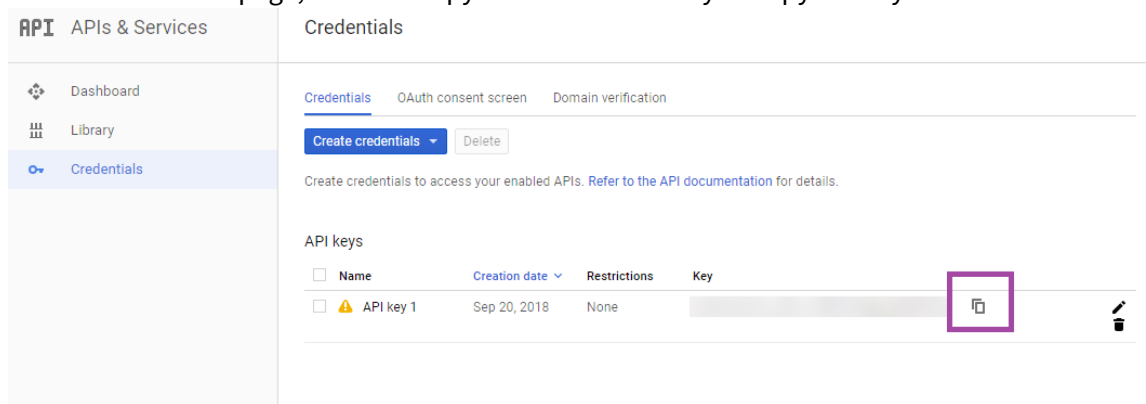 API APIs & Services
Credentials
Dashboard
Library
Credentials
Credentials OAuth consent screen Domain verification
Create credentials Delete
Create credentials to access your enabled APIs. Refer to the API documentation for details.
API keys
Name Creation date Restrictions Key
API key 1 Sep 20, 2018 None